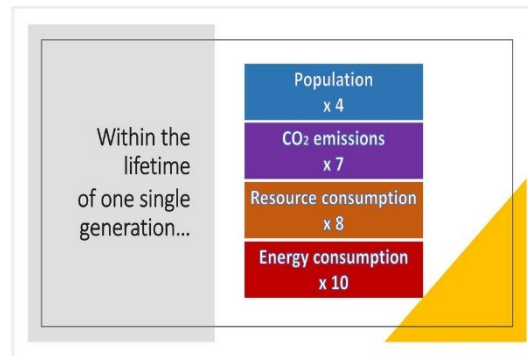 Within the
lifetime
of one single
generation...
Population
x 4
CO₂ emissions
x 7
Resource consumption
x 8
Energy consumption
x 10